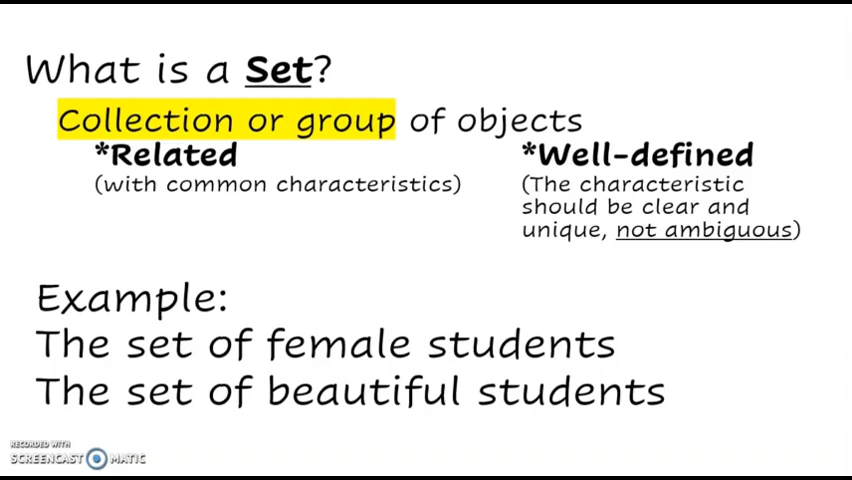 What is a Set?
Collection or group of objects
*Related
(with common characteristics)
*Well-defined
(The characteristic
should be clear and
unique, not ambiguous)
Example:
The set of female students
The set of beautiful students
RECORDED WITH
SCREENCAST MATIC